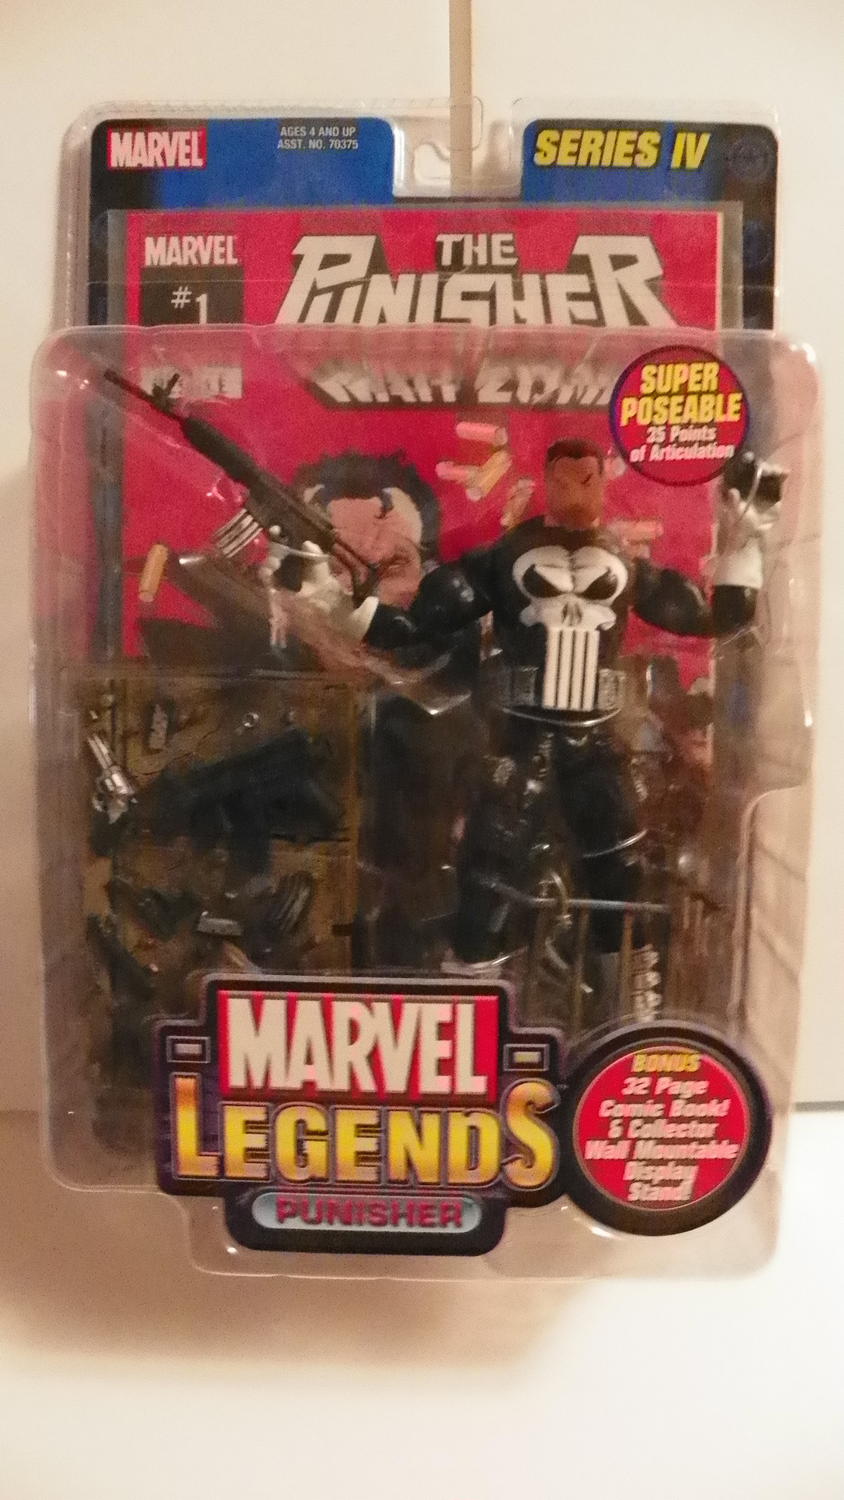 MARVEL
AGES 4 AND UP
ASST. NO. 70375
SERIES IV
MARVEL
#1
THE
PUNISHER
SUPER
POSEABLE
35 Points
of Articulation
MARVEL
LEGENDS
PUNISHER
BONUS
32 Page
Comic Book!
& Collector
Wall Mountable
Display
Stand!